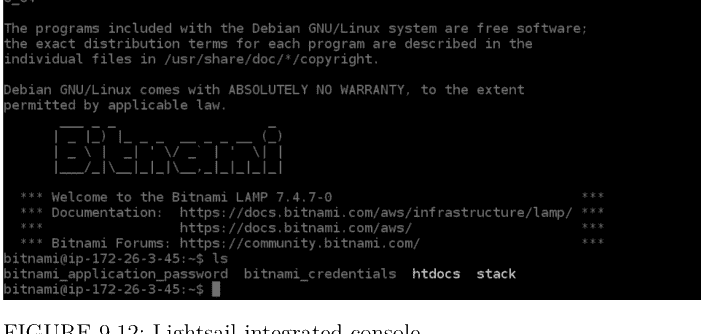 The programs included with the Debian GNU/Linux system are free software;
the exact distribution terms for each program are described in the
individual files in /usr/share/doc/*/copyright.
Debian GNU/Linux comes with ABSOLUTELY NO WARRANTY, to the extent
permitted by applicable law.
Bitnami
*** Welcome to the Bitnami LAMP 7.4.7-0 ***
*** Documentation: https://docs.bitnami.com/aws/infrastructure/lamp/ ***
*** https://docs.bitnami.com/aws/ ***
*** Bitnami Forums: https://community.bitnami.com/ ***
bitnami@ip-172-26-3-45:~$ ls
bitnami_application_password bitnami_credentials htdocs stack
bitnami@ip-172-26-3-45:~$
FIGURE 9.12: Lightsail integrated console